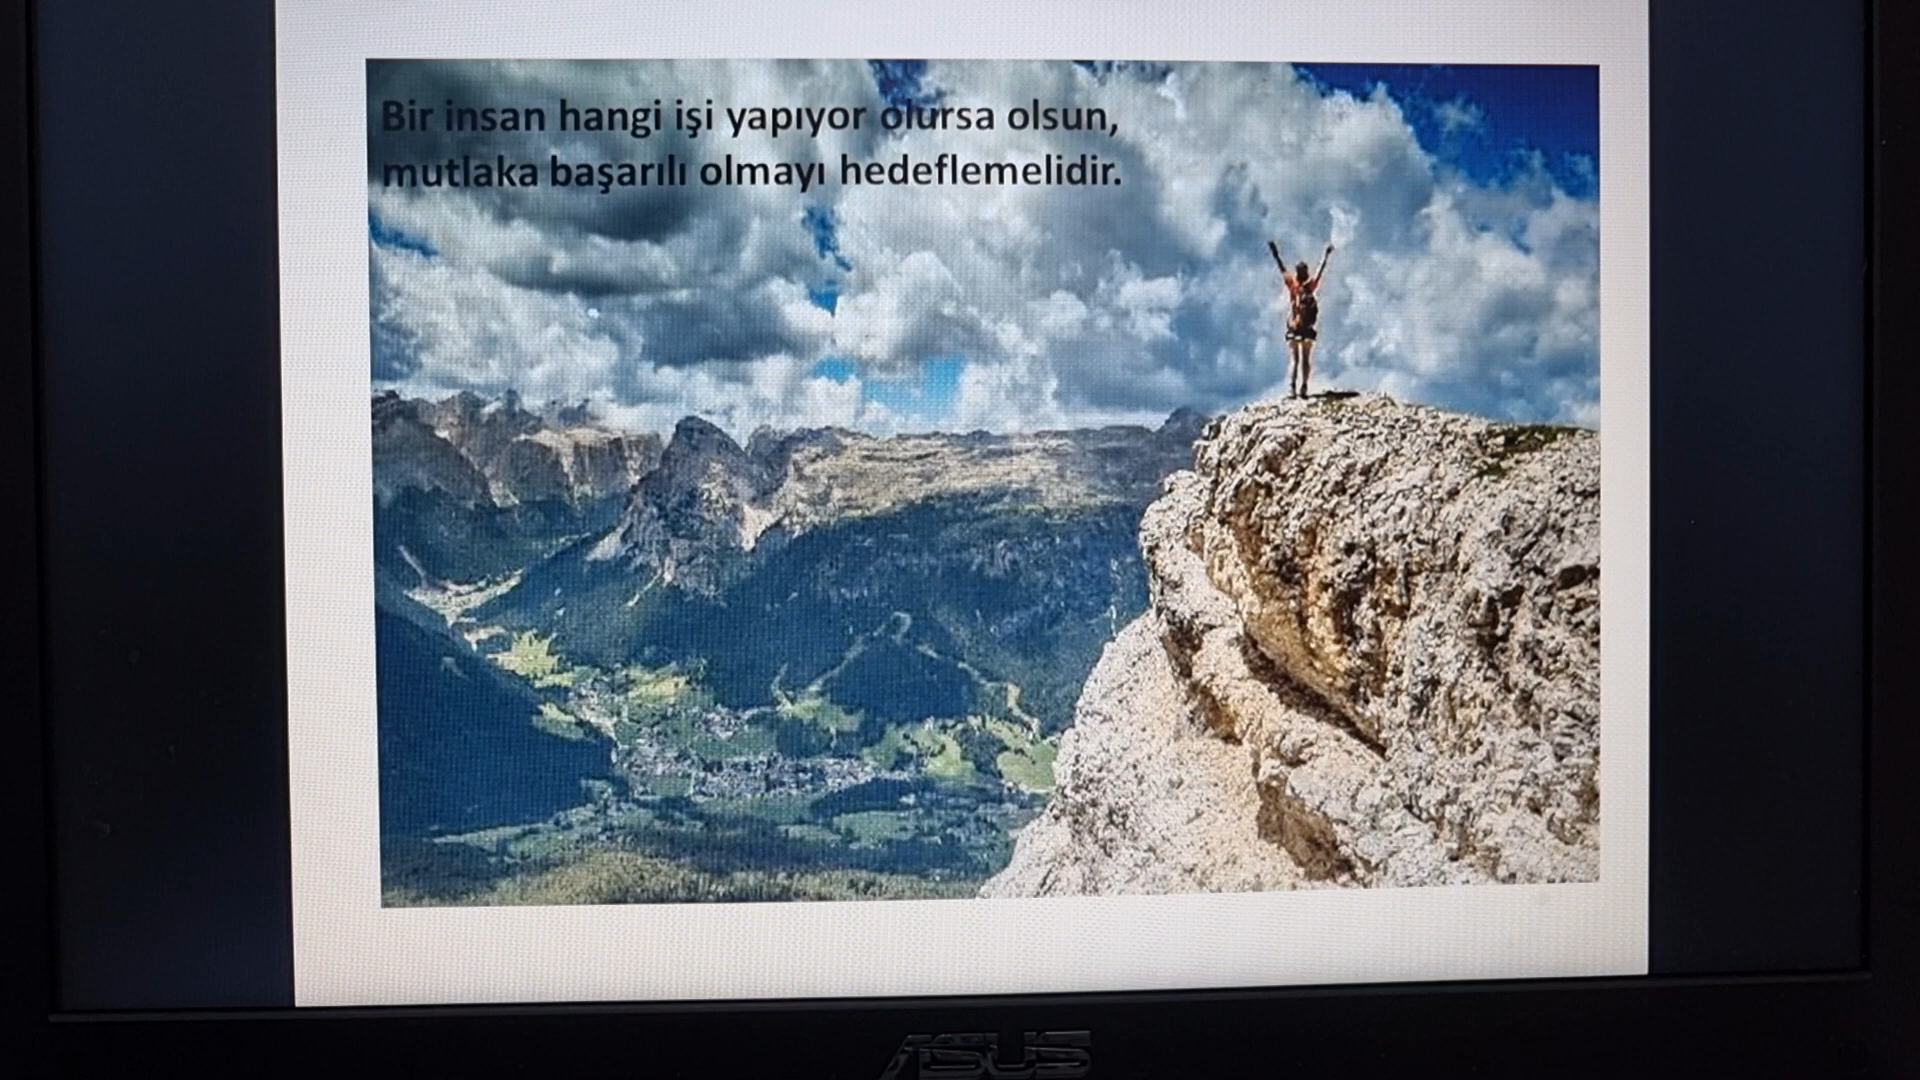 Bir insan hangi işi yapıyor olursa olsun,
mutlaka başarılı olmayı hedeflemelidir.
ASUS